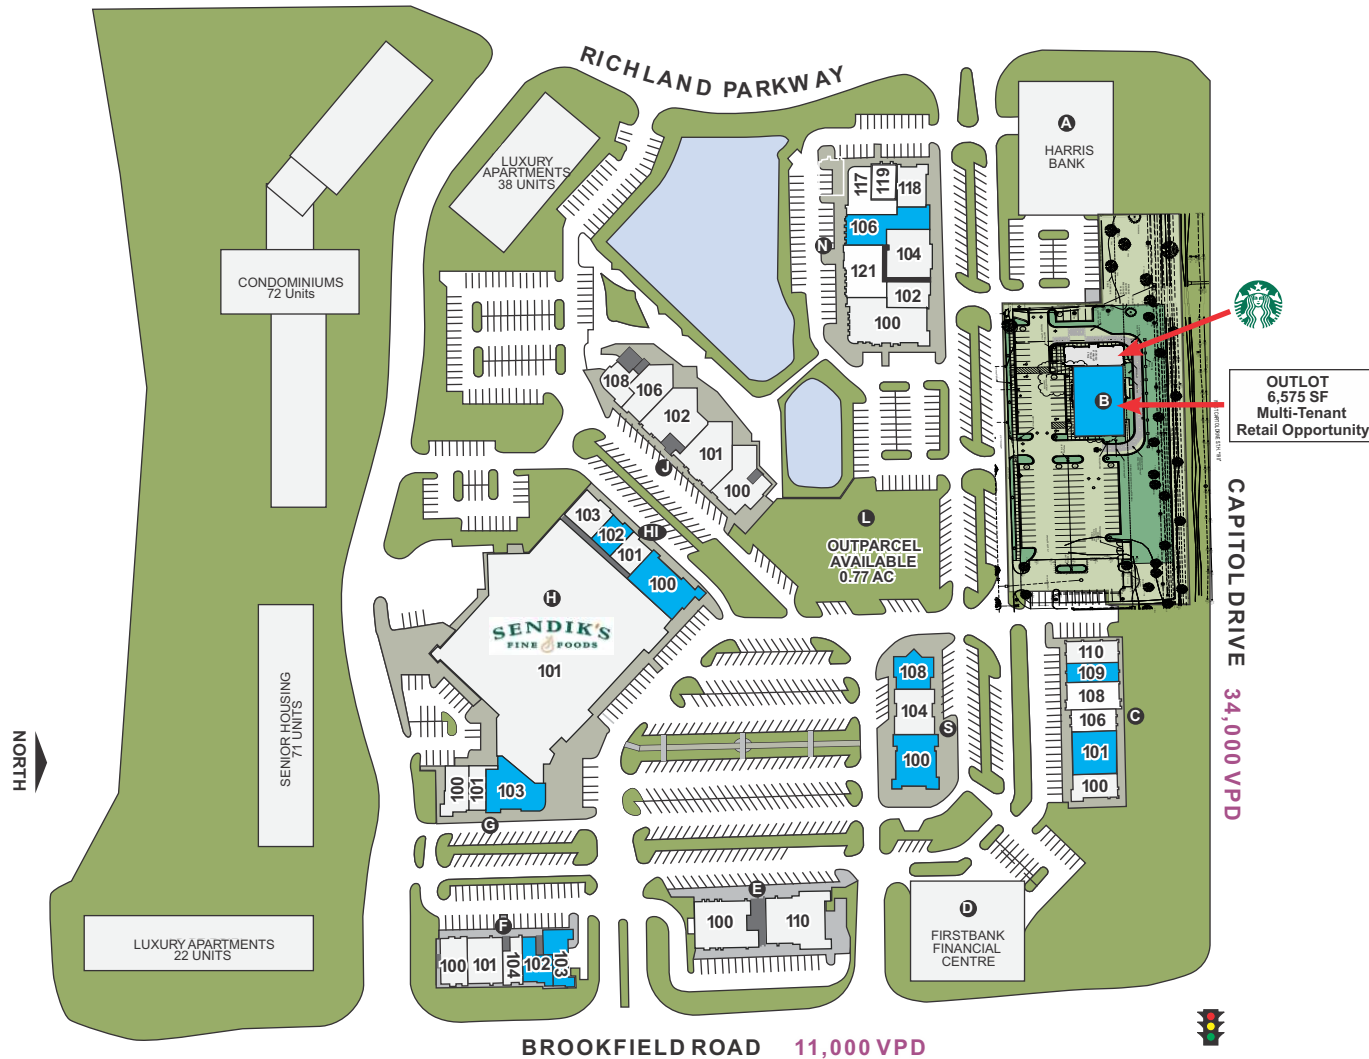 RICHLAND PARKWAY
A
HARRIS
BANK
LUXURY
APARTMENTS
38 UNITS
117
119
118
106
N
104
121
102
100
CONDOMINIUMS
72 Units
OUTLOT
6,575 SF
Multi-Tenant
Retail Opportunity
B
108
106
102
101
100
J
L
OUTPARCEL
AVAILABLE
0.77 AC
103
102
HI
101
100
H
SENDIK'S
FINE FOODS
101
CAPITOL DRIVE 34,000 VPD
110
109
108
106
C
101
100
108
104
S
100
SENIOR HOUSING
71 UNITS
NORTH
100
101
103
G
E
100
110
D
FIRSTBANK
FINANCIAL
CENTRE
F
100
101
104
102
103
LUXURY APARTMENTS
22 UNITS
BROOKFIELD ROAD 11,000 VPD